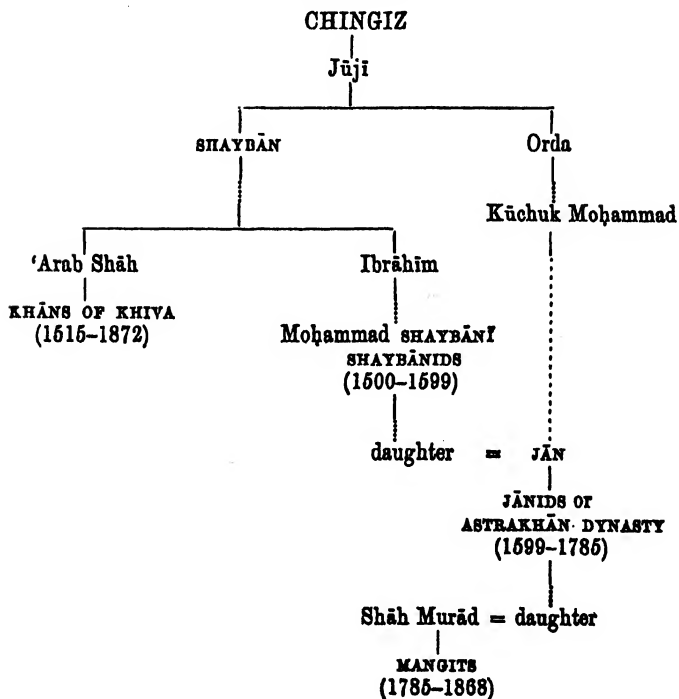 CHINGIZ
Jūjī
SHAYBĀN
Orda
Kūchuk Moḥammad
‘Arab Shāh
Ibrāhīm
KHĀNS OF KHIVA
(1515–1872)
Moḥammad SHAYBĀNĪ
SHAYBĀNIDS
(1500–1599)
daughter = JĀN
JĀNIDS or
ASTRAKHĀN DYNASTY
(1599–1785)
Shāh Murād = daughter
MANGITS
(1785–1868)